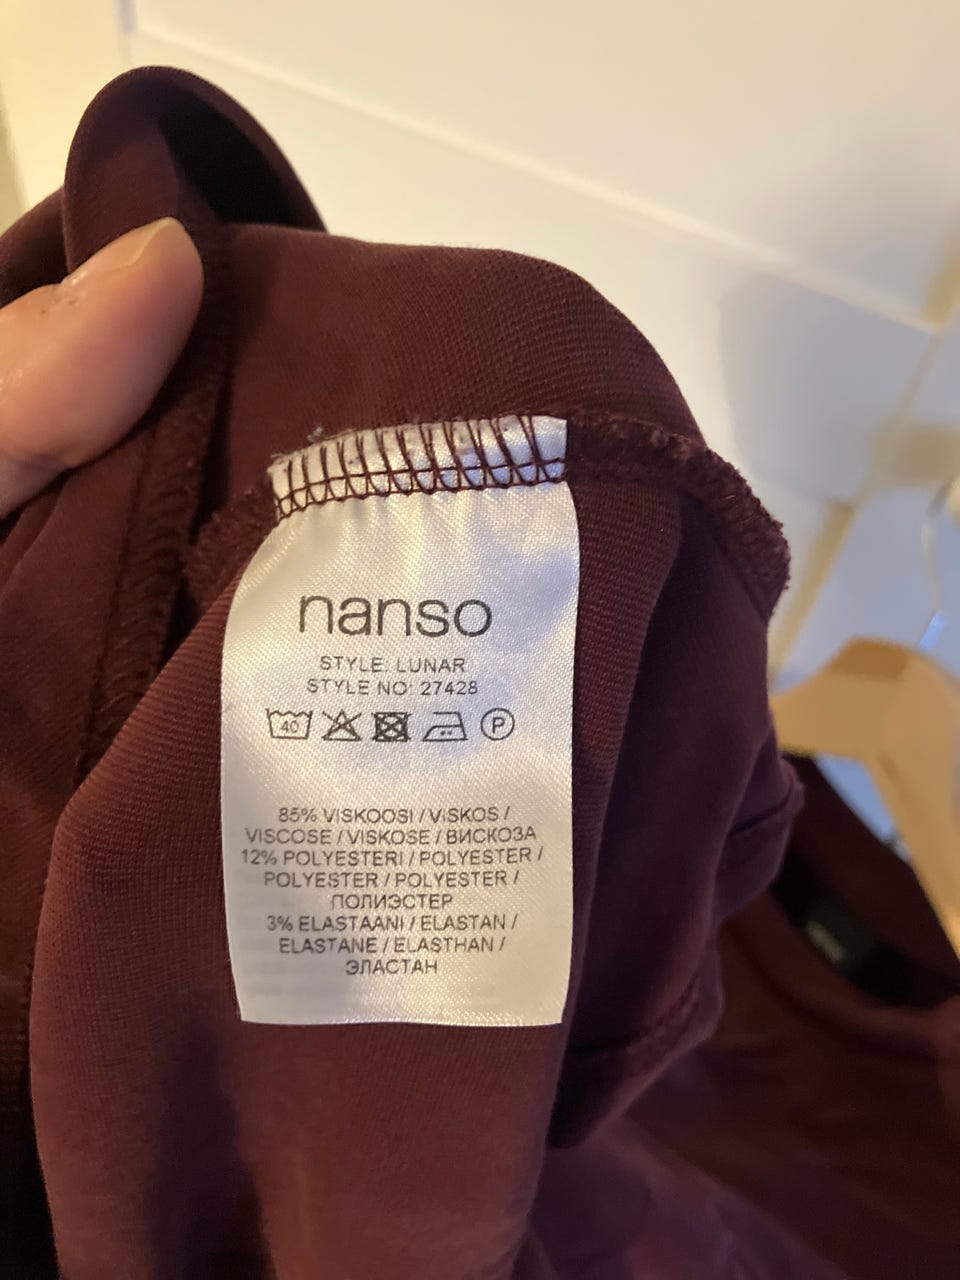 nanso
STYLE: LUNAR
STYLE NO: 27428
40 P
85% VISKOOSI / VISKOS /
VISCOSE / VISKOSE / ВИСКОЗА
12% POLYESTERI / POLYESTER /
POLYESTER / POLYESTER /
ПОЛИЭСТЕР
3% ELASTAANI / ELASTAN /
ELASTANE / ELASTHAN /
ЭЛАСТАН